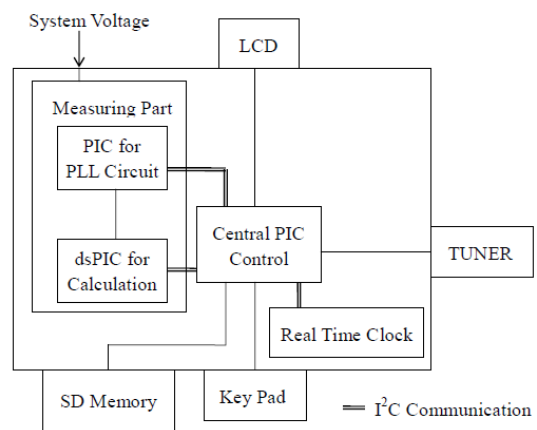 System Voltage
LCD
Measuring Part
PIC for
PLL Circuit
Central PIC
Control
dsPIC for
Calculation
TUNER
Real Time Clock
SD Memory
Key Pad
I²C Communication